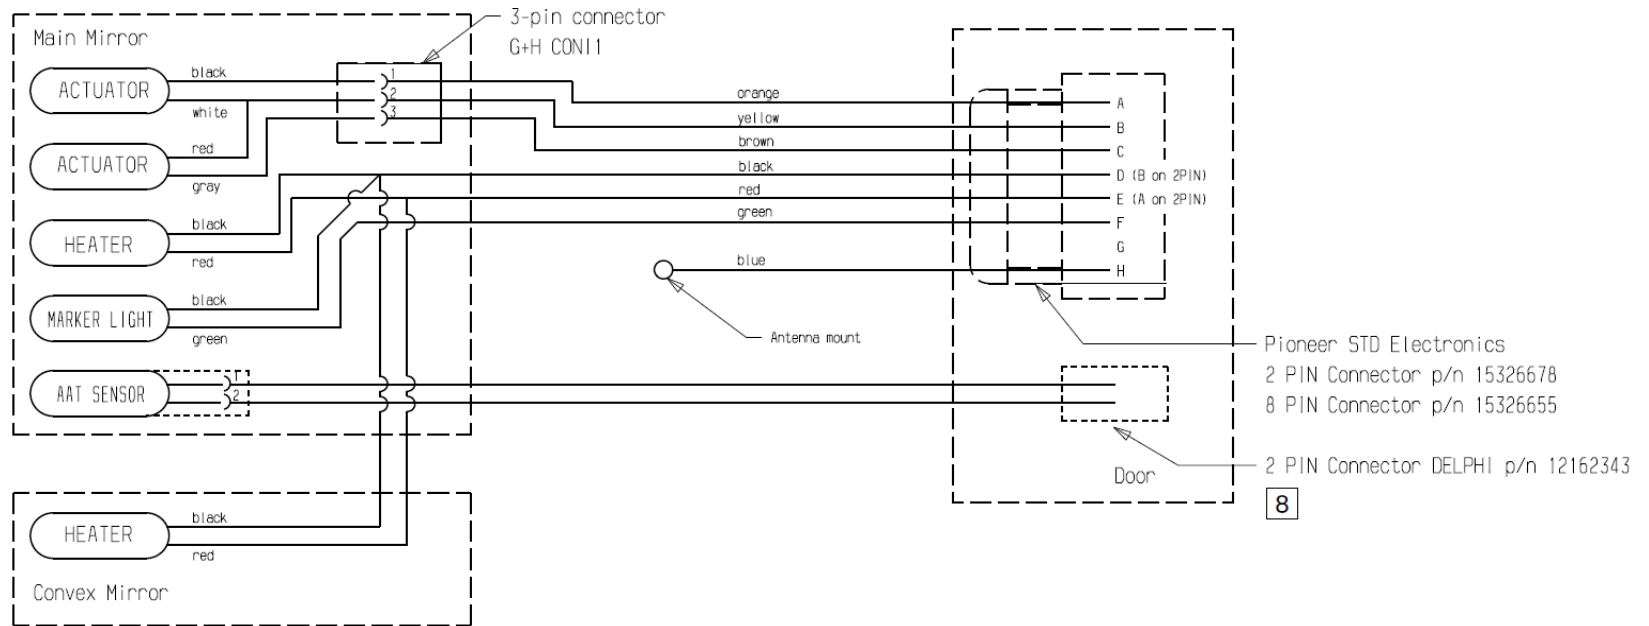 Main Mirror
3-pin connector
G+H CONI1
ACTUATOR
black
white
1
2
3
ACTUATOR
red
gray
HEATER
black
red
MARKER LIGHT
black
green
AAT SENSOR
1
2
HEATER
black
red
Convex Mirror
orange
yellow
brown
black
red
green
blue
Antenna mount
A
B
C
D (B on 2PIN)
E (A on 2PIN)
F
G
H
Door
Pioneer STD Electronics
2 PIN Connector p/n 15326678
8 PIN Connector p/n 15326655
2 PIN Connector DELPHI p/n 12162343
8